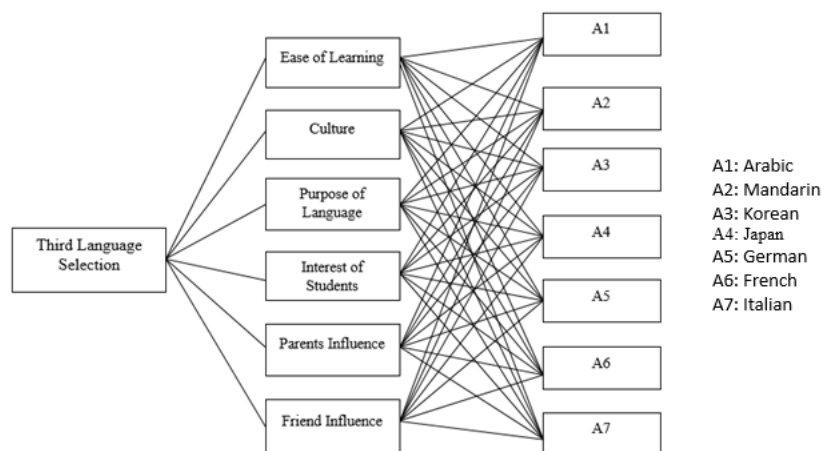 Third Language
Selection
Ease of Learning
Culture
Purpose of
Language
Interest of
Students
Parents Influence
Friend Influence
A1
A2
A3
A4
A5
A6
A7
A1: Arabic
A2: Mandarin
A3: Korean
A4: Japan
A5: German
A6: French
A7: Italian